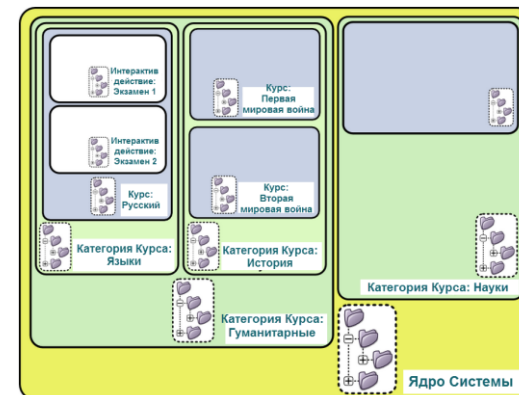 Интерактив
действие:
Экзамен 1
Интерактив
действие:
Экзамен 2
Курс:
Русский
Категория Курса:
Языки
Курс:
Первая
мировая война
Курс:
Вторая
мировая война
Категория Курса:
История
Категория Курса:
Гуманитарные
Категория Курса: Науки
Ядро Системы